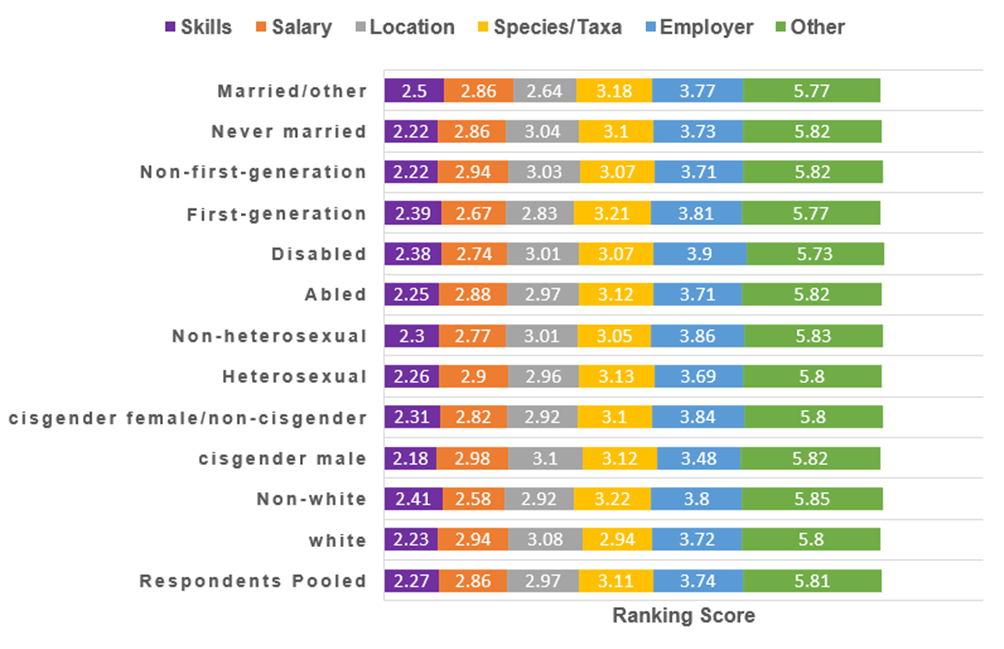 Skills Salary Location Species/Taxa Employer Other
Married/other 2.5 2.86 2.64 3.18 3.77 5.77
Never married 2.22 2.86 3.04 3.1 3.73 5.82
Non-first-generation 2.22 2.94 3.03 3.07 3.71 5.82
First-generation 2.39 2.67 2.83 3.21 3.81 5.77
Disabled 2.38 2.74 3.01 3.07 3.9 5.73
Abled 2.25 2.88 2.97 3.12 3.71 5.82
Non-heterosexual 2.3 2.77 3.01 3.05 3.86 5.83
Heterosexual 2.26 2.9 2.96 3.13 3.69 5.8
cisgender female/non-cisgender 2.31 2.82 2.92 3.1 3.84 5.8
cisgender male 2.18 2.98 3.1 3.12 3.48 5.82
Non-white 2.41 2.58 2.92 3.22 3.8 5.85
white 2.23 2.94 3.08 2.94 3.72 5.8
Respondents Pooled 2.27 2.86 2.97 3.11 3.74 5.81
Ranking Score